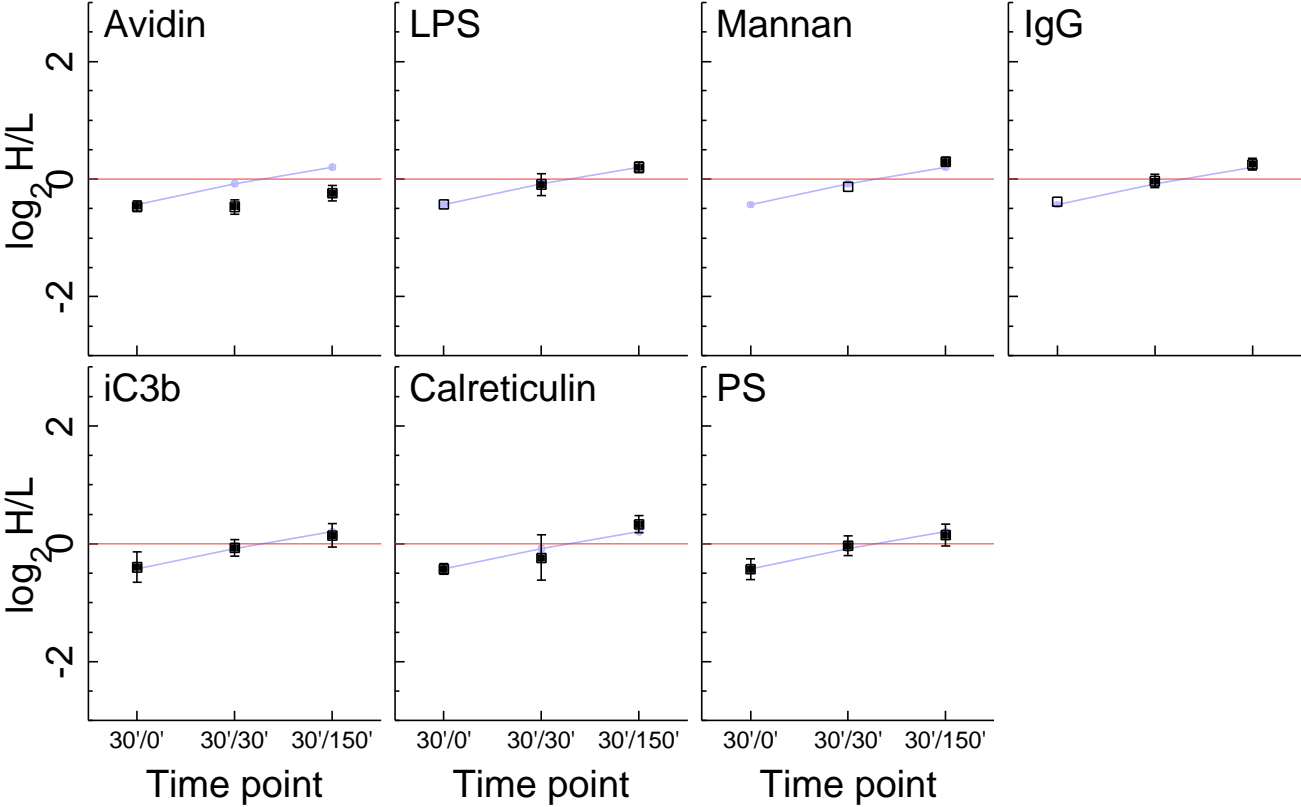 Avidin LPS Mannan IgG
log2 H/L
2
0
-2
iC3b Calreticulin PS
log2 H/L
2
0
-2
30'/0' 30'/30' 30'/150' 30'/0' 30'/30' 30'/150' 30'/0' 30'/30' 30'/150'
Time point Time point Time point